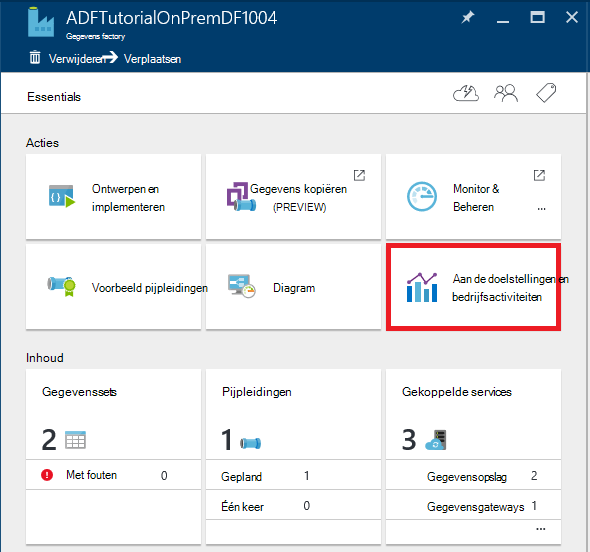 ADFTutorialOnPremDF1004
Gegevens factory
Verwijderen Verplaatsen
Essentials
Acties
Ontwerpen en
implementeren
Gegevens kopiëren
(PREVIEW)
Monitor &
Beheren
...
Voorbeeld pijpleidingen
Diagram
Aan de doelstellingen en
bedrijfsactiviteiten
Inhoud
Gegevenssets
2
Met fouten 0
Pijpleidingen
1
Gepland 1
Één keer 0
Gekoppelde services
3
Gegevensopslag 2
Gegevensgateways 1
...